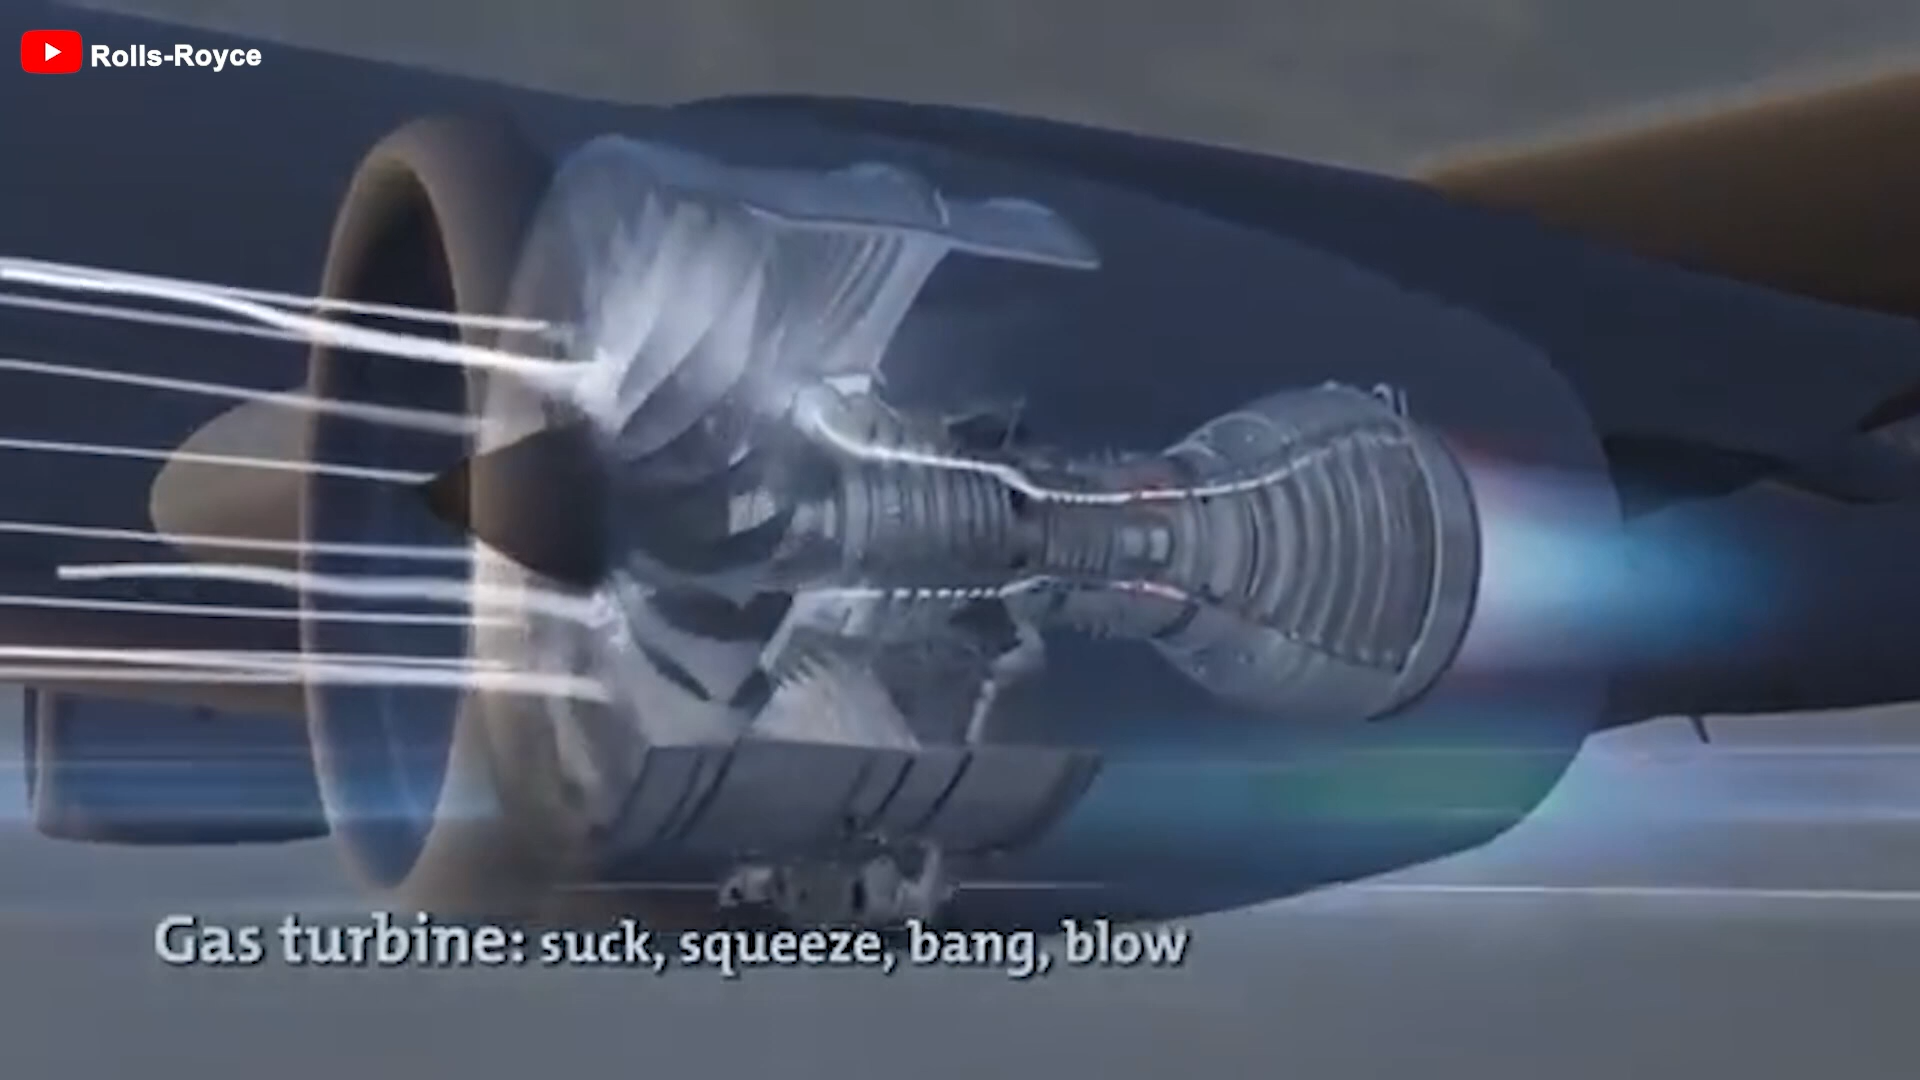 Rolls-Royce
Gas turbine: suck, squeeze, bang, blow